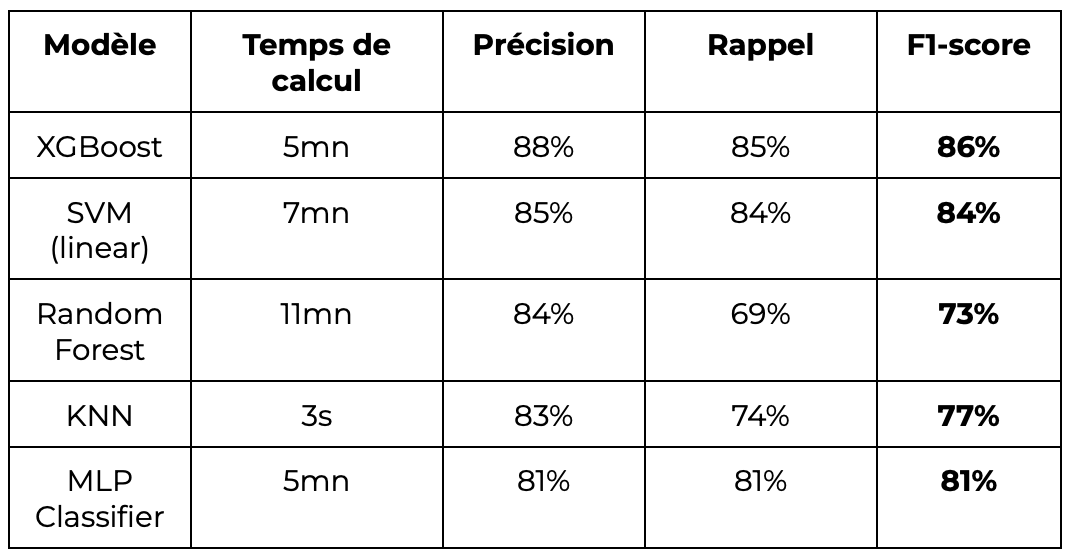 Modèle Temps de calcul Précision Rappel F1-score
XGBoost 5mn 88% 85% 86%
SVM (linear) 7mn 85% 84% 84%
Random Forest 11mn 84% 69% 73%
KNN 3s 83% 74% 77%
MLP Classifier 5mn 81% 81% 81%